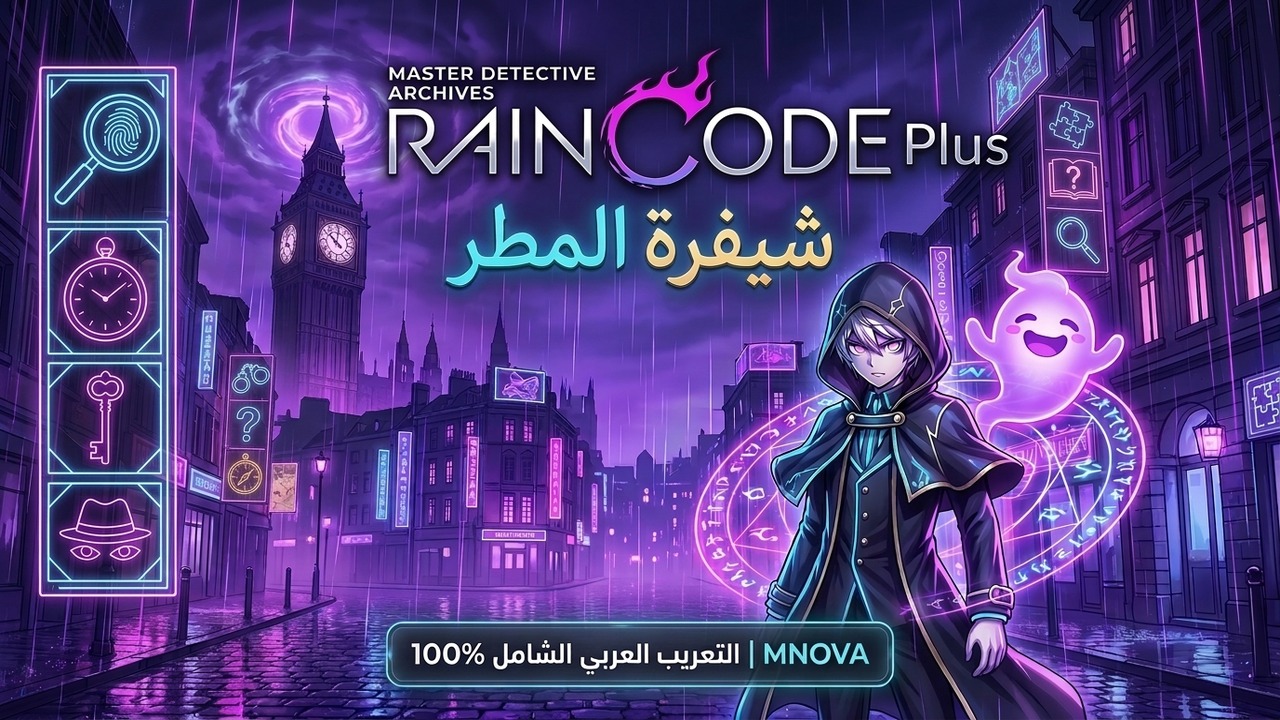 MASTER DETECTIVE
ARCHIVES
RAINCODE Plus
شيفرة المطر
MNOVA | التعريب العربي الشامل 100%